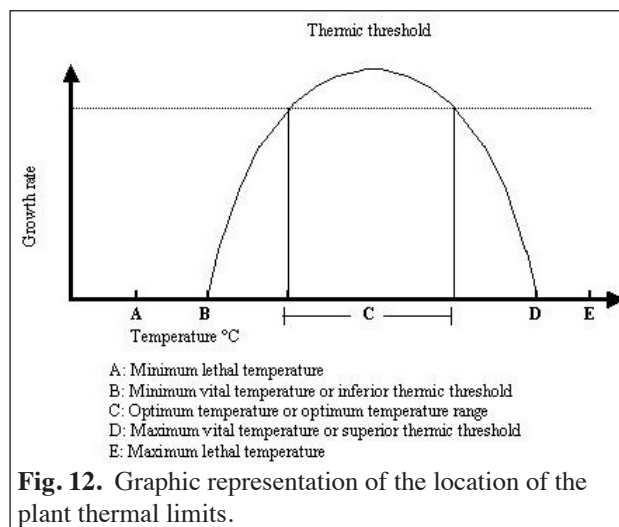 Thermic threshold
Growth rate
A B C D E
Temperature ºC
A: Minimum lethal temperature
B: Minimum vital temperature or inferior thermic threshold
C: Optimum temperature or optimum temperature range
D: Maximum vital temperature or superior thermic threshold
E: Maximum lethal temperature
Fig. 12. Graphic representation of the location of the
plant thermal limits.